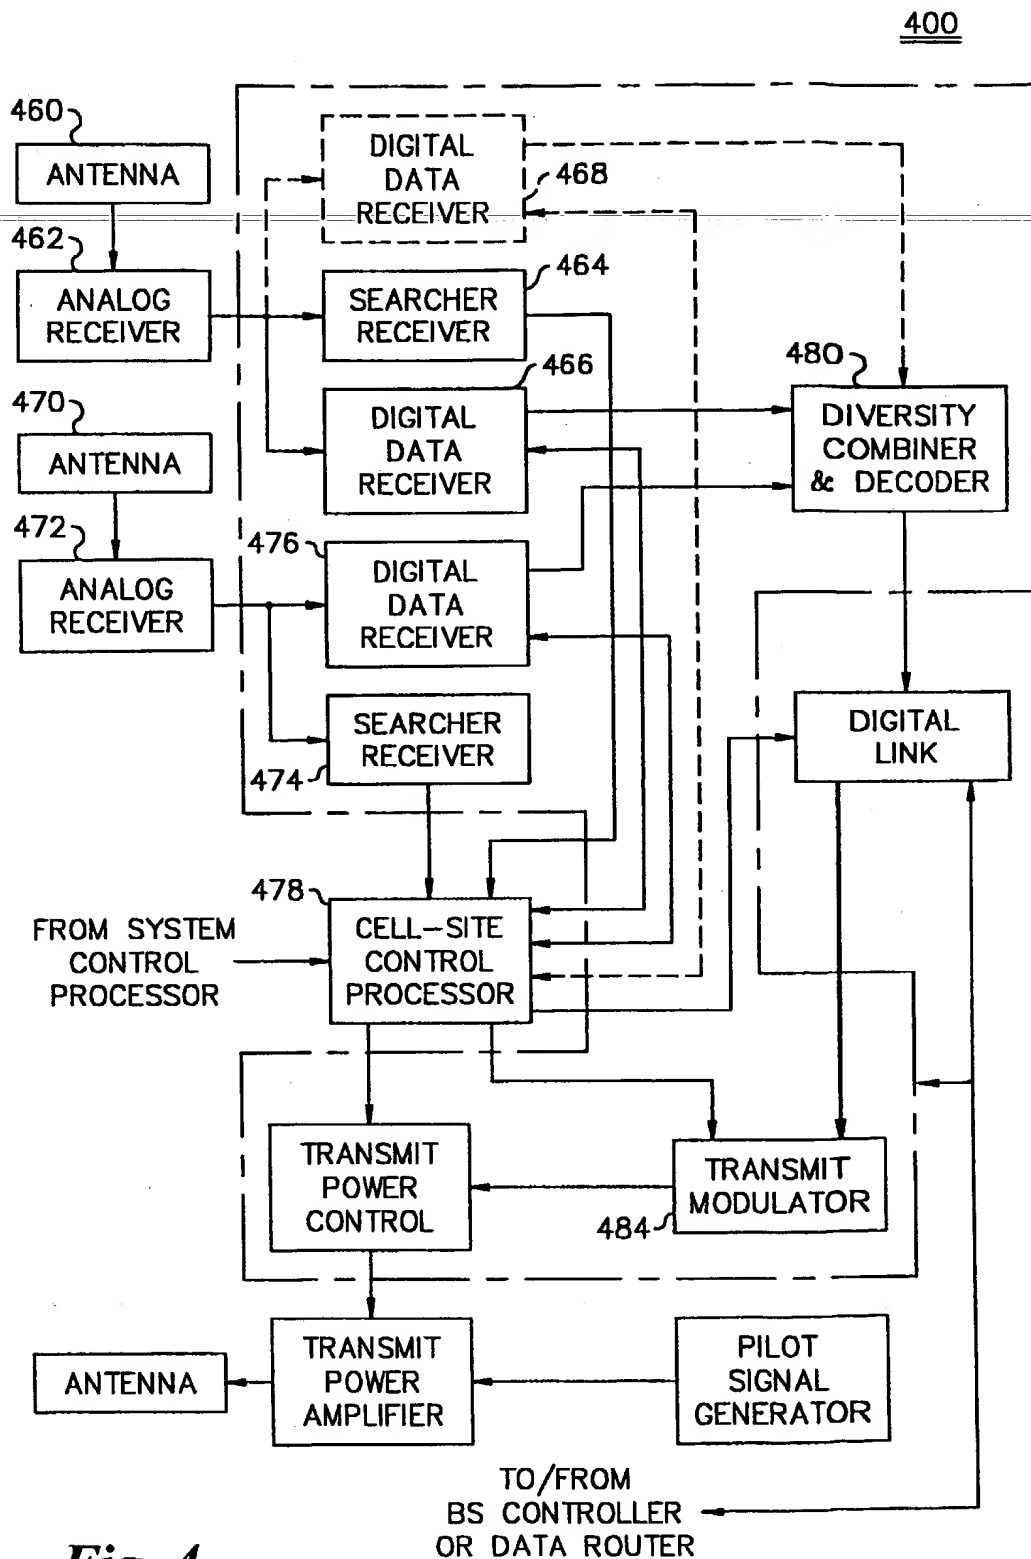 400
460
ANTENNA
DIGITAL
DATA
RECEIVER
468
462
ANALOG
RECEIVER
SEARCHER
RECEIVER
464
466
480
470
ANTENNA
DIGITAL
DATA
RECEIVER
DIVERSITY
COMBINER
& DECODER
472
ANALOG
RECEIVER
476
DIGITAL
DATA
RECEIVER
SEARCHER
RECEIVER
474
DIGITAL
LINK
478
FROM SYSTEM
CONTROL
PROCESSOR
CELL-SITE
CONTROL
PROCESSOR
TRANSMIT
POWER
CONTROL
TRANSMIT
MODULATOR
484
ANTENNA
TRANSMIT
POWER
AMPLIFIER
PILOT
SIGNAL
GENERATOR
TO/FROM
BS CONTROLLER
OR DATA ROUTER
Fig. 4